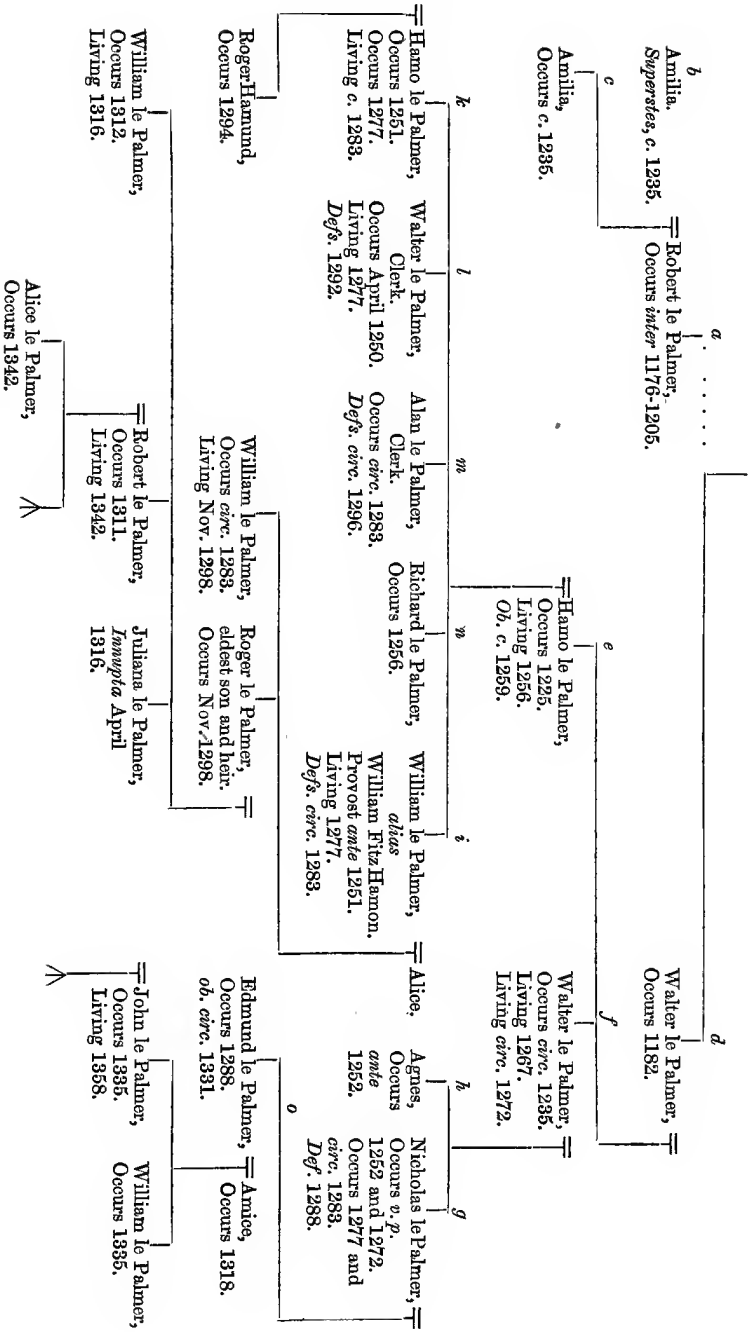 a . . . . . .
d
b
Amilia.
Superstes, c. 1235.
Robert le Palmer,
Occurs inter 1176-1205.
Walter le Palmer,
Occurs 1182.
c
e
f
Amilia,
Occurs c. 1235.
Hamo le Palmer,
Occurs 1225.
Living 1256.
Ob. c. 1259.
Walter le Palmer,
Occurs circ. 1235.
Living 1267.
Living circ. 1272.
k
l
m
n
i
h
g
Hamo le Palmer,
Occurs 1251.
Occurs 1277.
Living c. 1283.
Walter le Palmer,
Clerk.
Occurs April 1250.
Living 1277.
Defs. 1292.
Alan le Palmer,
Clerk.
Occurs circ. 1283.
Defs. circ. 1296.
Richard le Palmer,
Occurs 1256.
William le Palmer,
alias
William FitzHamon.
Provost ante 1251.
Living 1277.
Defs. circ. 1283.
Alice.
Agnes,
Occurs
ante
1252.
Nicholas le Palmer,
Occurs v. p.
1252 and 1272.
Occurs 1277 and
circ. 1283.
Def. 1288.
o
Roger Hamund,
Occurs 1294.
William le Palmer,
Occurs circ. 1283.
Living Nov. 1298.
Roger le Palmer,
eldest son and heir.
Occurs Nov. 1298.
Edmund le Palmer,
Occurs 1288.
ob. circ. 1331.
Amice,
Occurs 1318.
William le Palmer,
Occurs 1312.
Living 1316.
Robert le Palmer,
Occurs 1311.
Living 1342.
Juliana le Palmer,
Innupta April
1316.
John le Palmer,
Occurs 1335.
Living 1358.
William le Palmer,
Occurs 1335.
Alice le Palmer,
Occurs 1342.